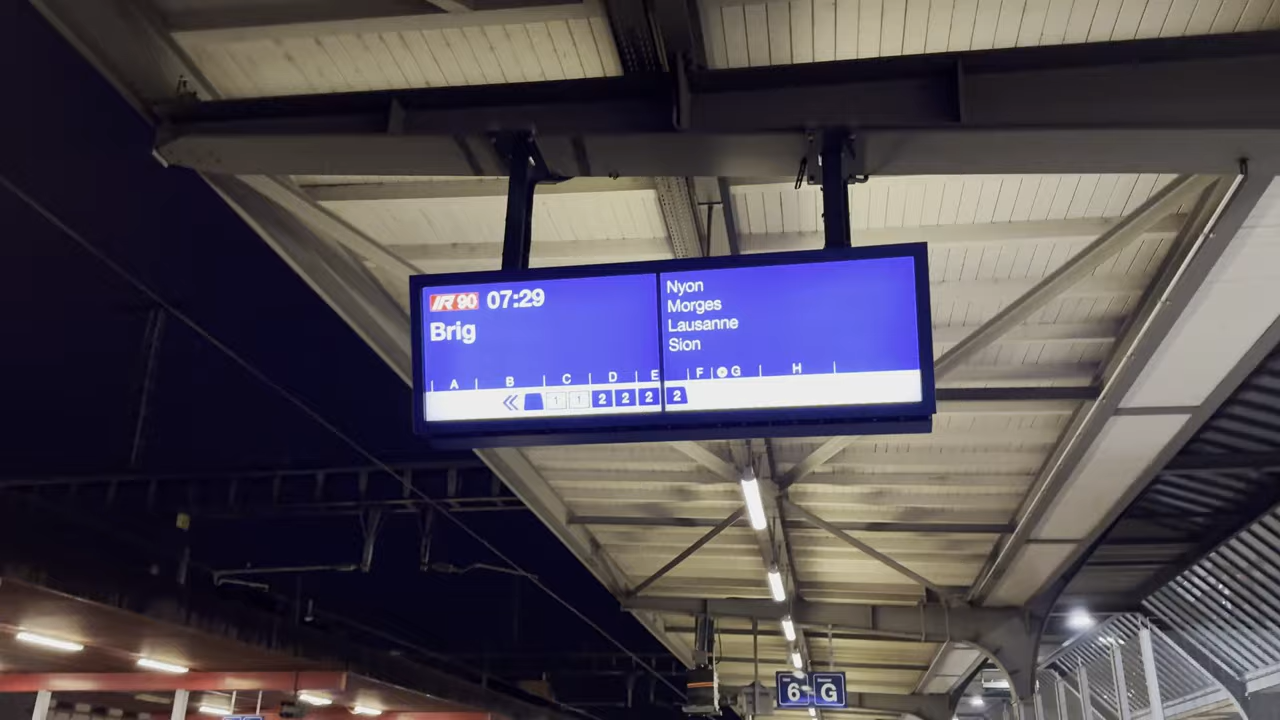 IR 90 07:29
Brig
Nyon
Morges
Lausanne
Sion
A B C D E F G H
1 1 2 2 2 2
6 G